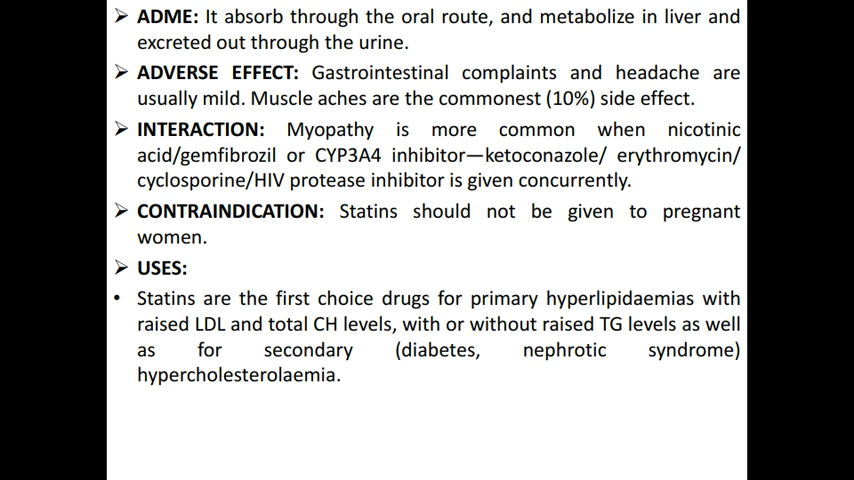 ➢ ADME: It absorb through the oral route, and metabolize in liver and
excreted out through the urine.
➢ ADVERSE EFFECT: Gastrointestinal complaints and headache are
usually mild. Muscle aches are the commonest (10%) side effect.
➢ INTERACTION: Myopathy is more common when nicotinic
acid/gemfibrozil or CYP3A4 inhibitor—ketoconazole/ erythromycin/
cyclosporine/HIV protease inhibitor is given concurrently.
➢ CONTRAINDICATION: Statins should not be given to pregnant
women.
➢ USES:
• Statins are the first choice drugs for primary hyperlipidaemias with
raised LDL and total CH levels, with or without raised TG levels as well
as for secondary (diabetes, nephrotic syndrome)
hypercholesterolaemia.